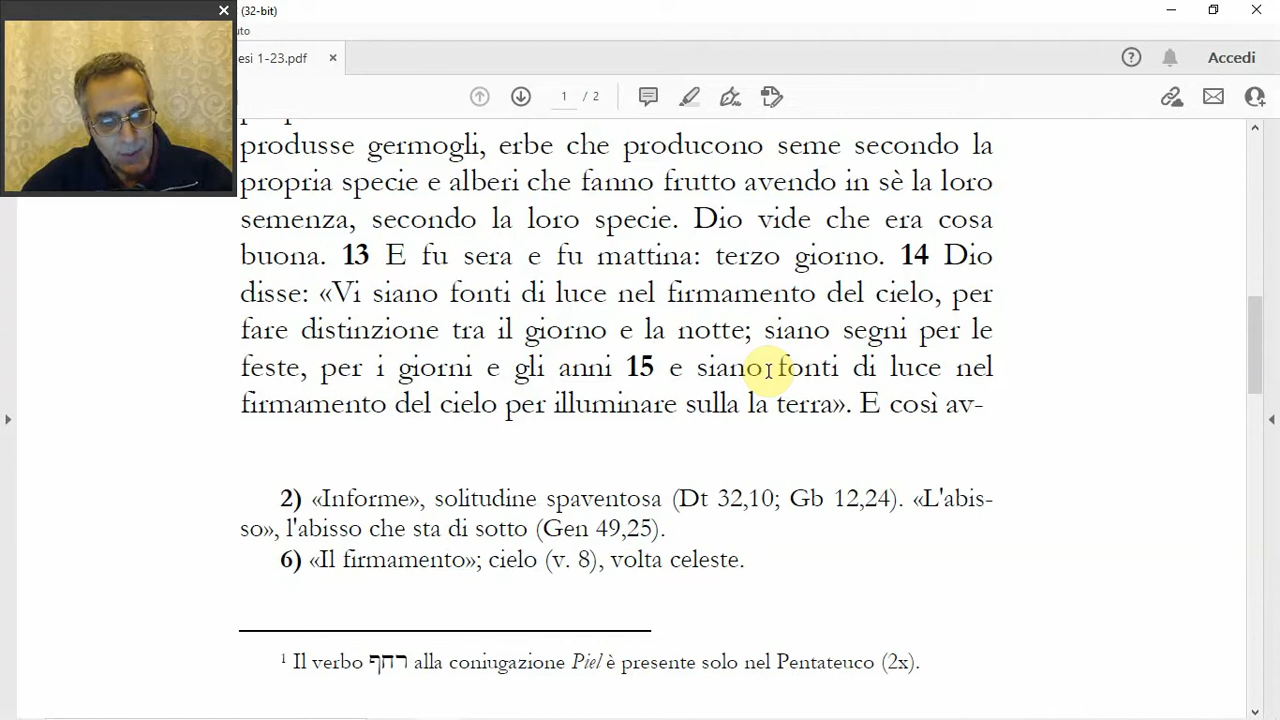 (32-bit)
uto
esi 1-23.pdf
Accedi
1 / 2
produsse germogli, erbe che producono seme secondo la
propria specie e alberi che fanno frutto avendo in sè la loro
semenza, secondo la loro specie. Dio vide che era cosa
buona. 13 E fu sera e fu mattina: terzo giorno. 14 Dio
disse: «Vi siano fonti di luce nel firmamento del cielo, per
fare distinzione tra il giorno e la notte; siano segni per le
feste, per i giorni e gli anni 15 e siano fonti di luce nel
firmamento del cielo per illuminare sulla la terra». E così av-
2) «Informe», solitudine spaventosa (Dt 32,10; Gb 12,24). «L'abis-
so», l'abisso che sta di sotto (Gen 49,25).
6) «Il firmamento»; cielo (v. 8), volta celeste.
1 Il verbo רחף alla coniugazione Piel è presente solo nel Pentateuco (2x).